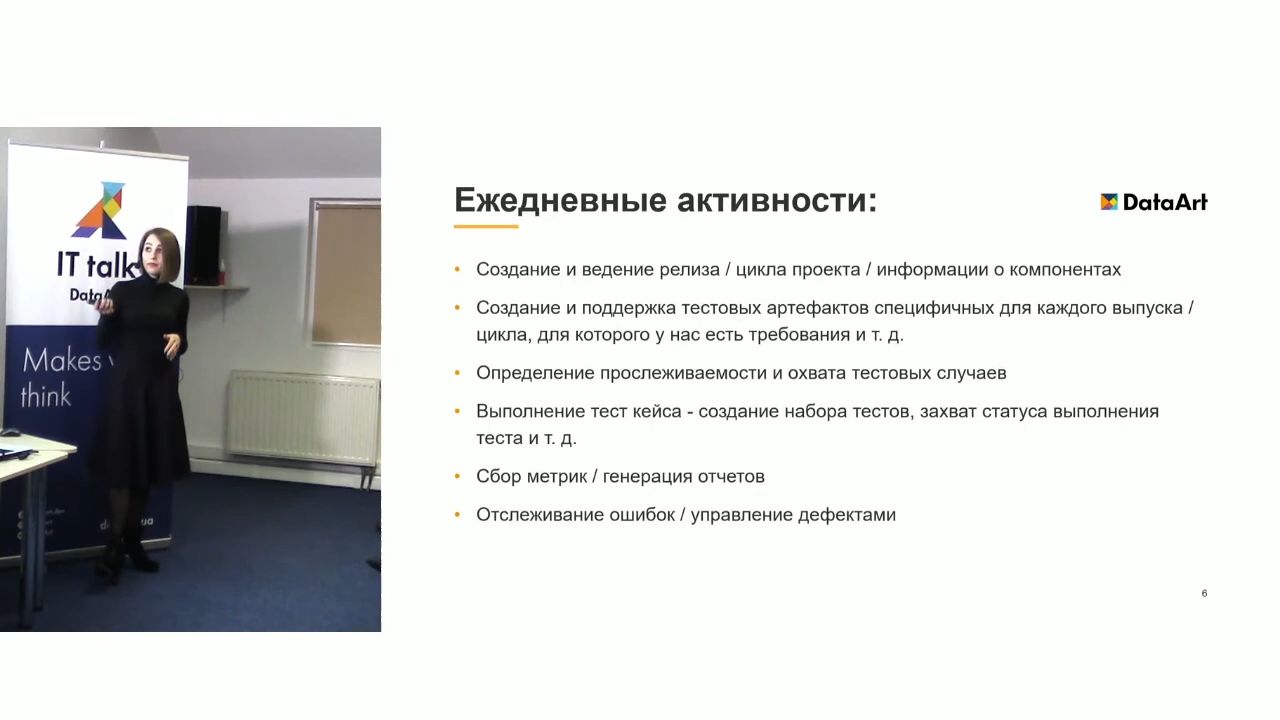 IT talk
Makes
think
Ежедневные активности:
DataArt
• Создание и ведение релиза / цикла проекта / информации о компонентах
• Создание и поддержка тестовых артефактов специфичных для каждого выпуска /
цикла, для которого у нас есть требования и т. д.
• Определение прослеживаемости и охвата тестовых случаев
• Выполнение тест кейса - создание набора тестов, захват статуса выполнения
теста и т. д.
• Сбор метрик / генерация отчетов
• Отслеживание ошибок / управление дефектами
6